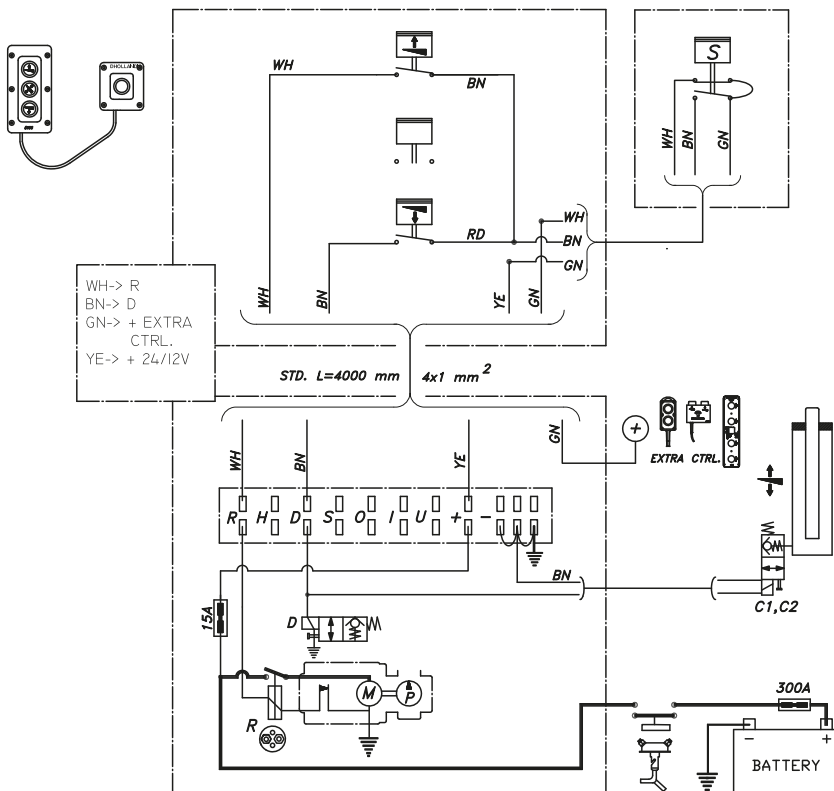 DHOLLANDIA
WH
BN
S
WH
BN
GN
RD
WH
BN
GN
WH
BN
YE
GN
WH-> R
BN-> D
GN-> + EXTRA
CTRL.
YE-> + 24/12V
STD. L=4000 mm
4x1 mm²
WH
BN
YE
GN
+
EXTRA CTRL.
R H D S O I U + -
BN
C1,C2
15A
D
M
P
R
300A
- +
BATTERY